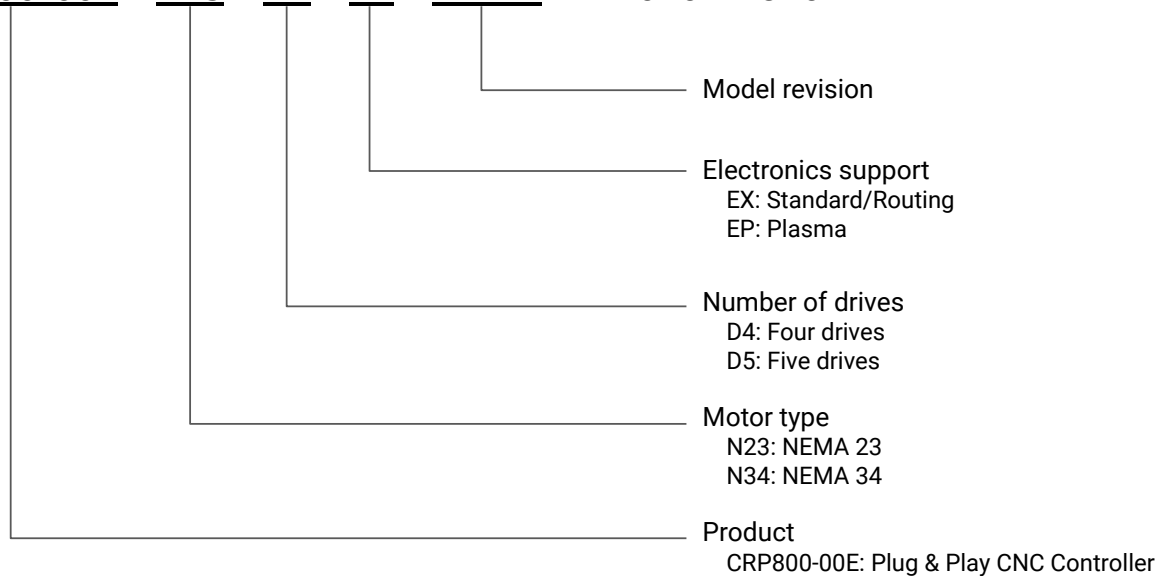 Model revision
Electronics support
EX: Standard/Routing
EP: Plasma
Number of drives
D4: Four drives
D5: Five drives
Motor type
N23: NEMA 23
N34: NEMA 34
Product
CRP800-00E: Plug & Play CNC Controller